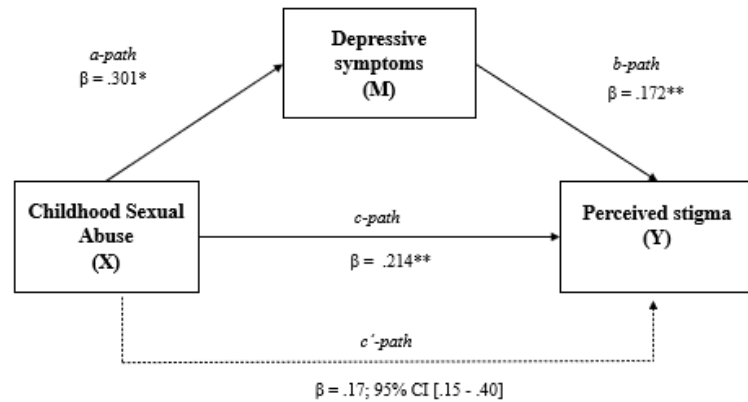 Depressive
symptoms
(M)
a-path
β = .301*
b-path
β = .172**
Childhood Sexual
Abuse
(X)
c-path
β =  .214**
Perceived stigma
(Y)
c´-path
β = .17; 95% CI [.15 - .40]